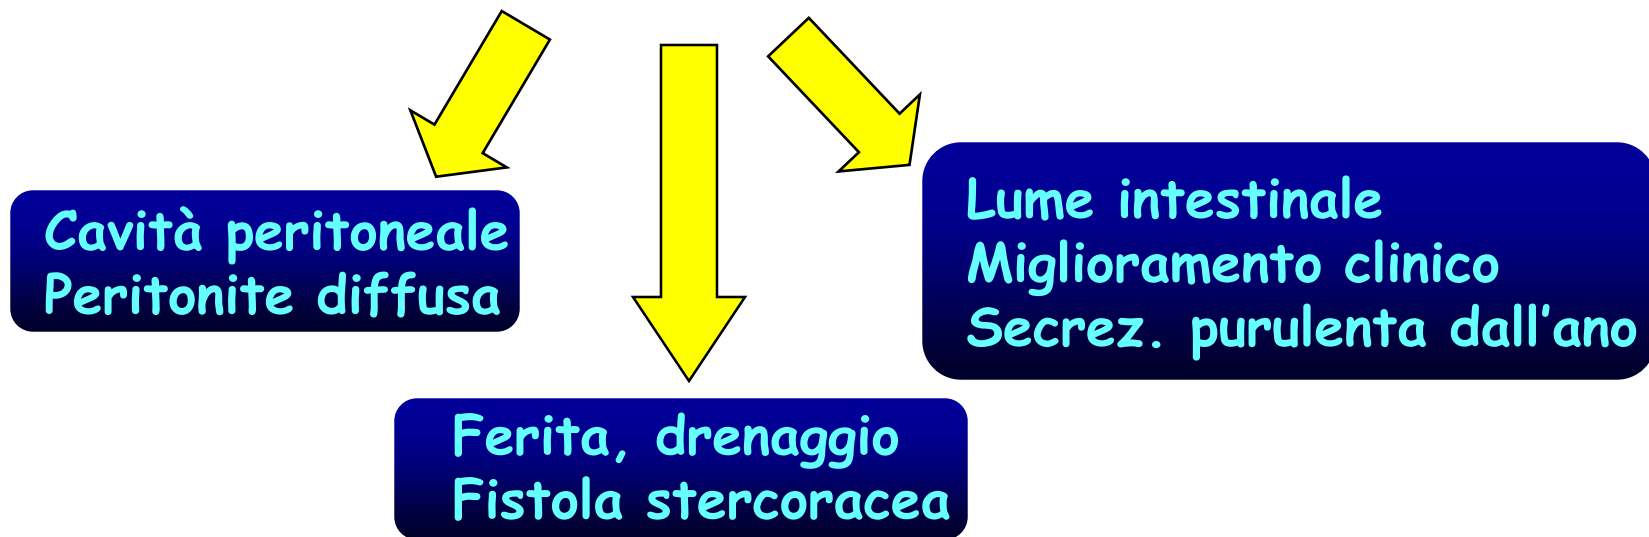 Cavità peritoneale
Peritonite diffusa
Lume intestinale
Miglioramento clinico
Secrez. purulenta dall'ano
Ferita, drenaggio
Fistola stercoracea